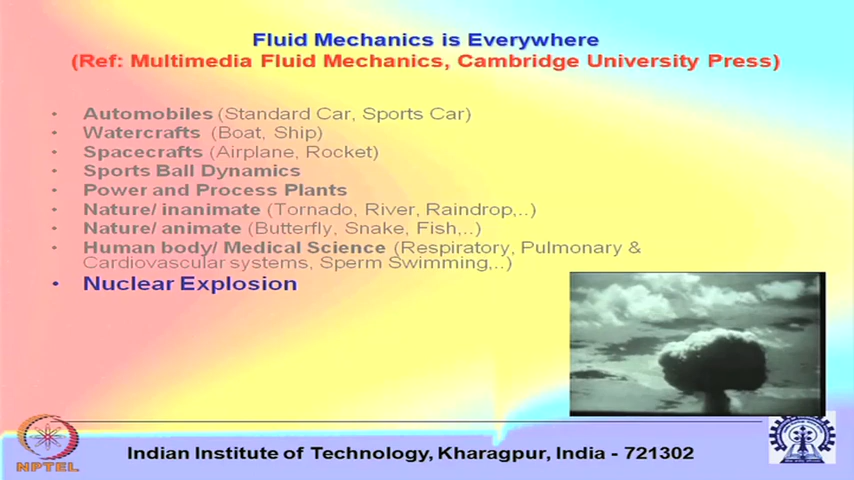 Fluid Mechanics is Everywhere
(Ref: Multimedia Fluid Mechanics, Cambridge University Press)
• Automobiles (Standard Car, Sports Car)
• Watercrafts (Boat, Ship)
• Spacecrafts (Airplane, Rocket)
• Sports Ball Dynamics
• Power and Process Plants
• Nature/ inanimate (Tornado, River, Raindrop,..)
• Nature/ animate (Butterfly, Snake, Fish,..)
• Human body/ Medical Science (Respiratory, Pulmonary &
Cardiovascular systems, Sperm Swimming,..)
• Nuclear Explosion
NPTEL
Indian Institute of Technology, Kharagpur, India - 721302